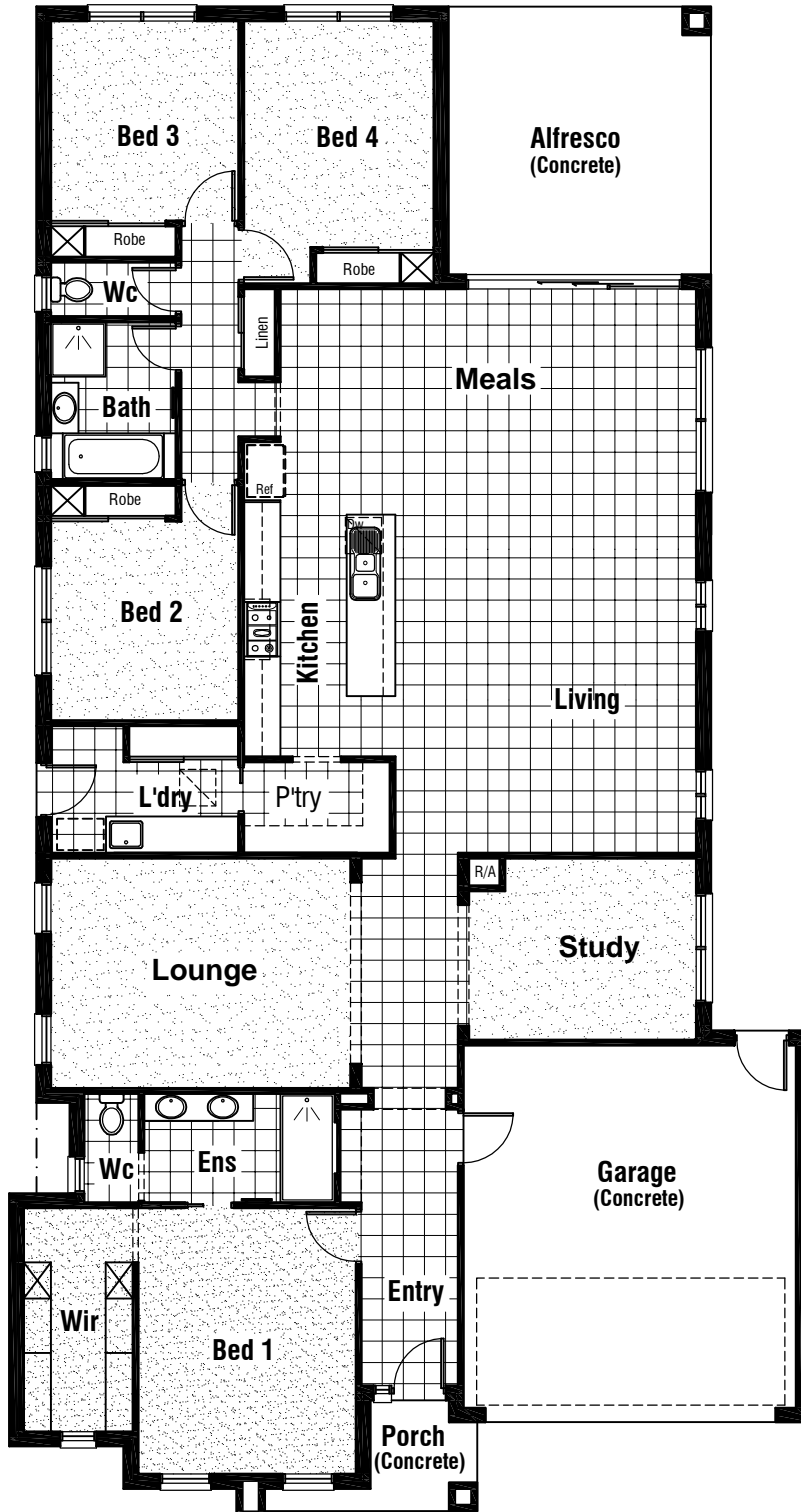 Bed 3
Bed 4
Alfresco
(Concrete)
Robe
Robe
Wc
Linen
Meals
Bath
Ref
Robe
Dw
Bed 2
Kitchen
Living
L'dry
P'try
R/A
Lounge
Study
Wc
Ens
Garage
(Concrete)
Entry
Wir
Bed 1
Porch
(Concrete)